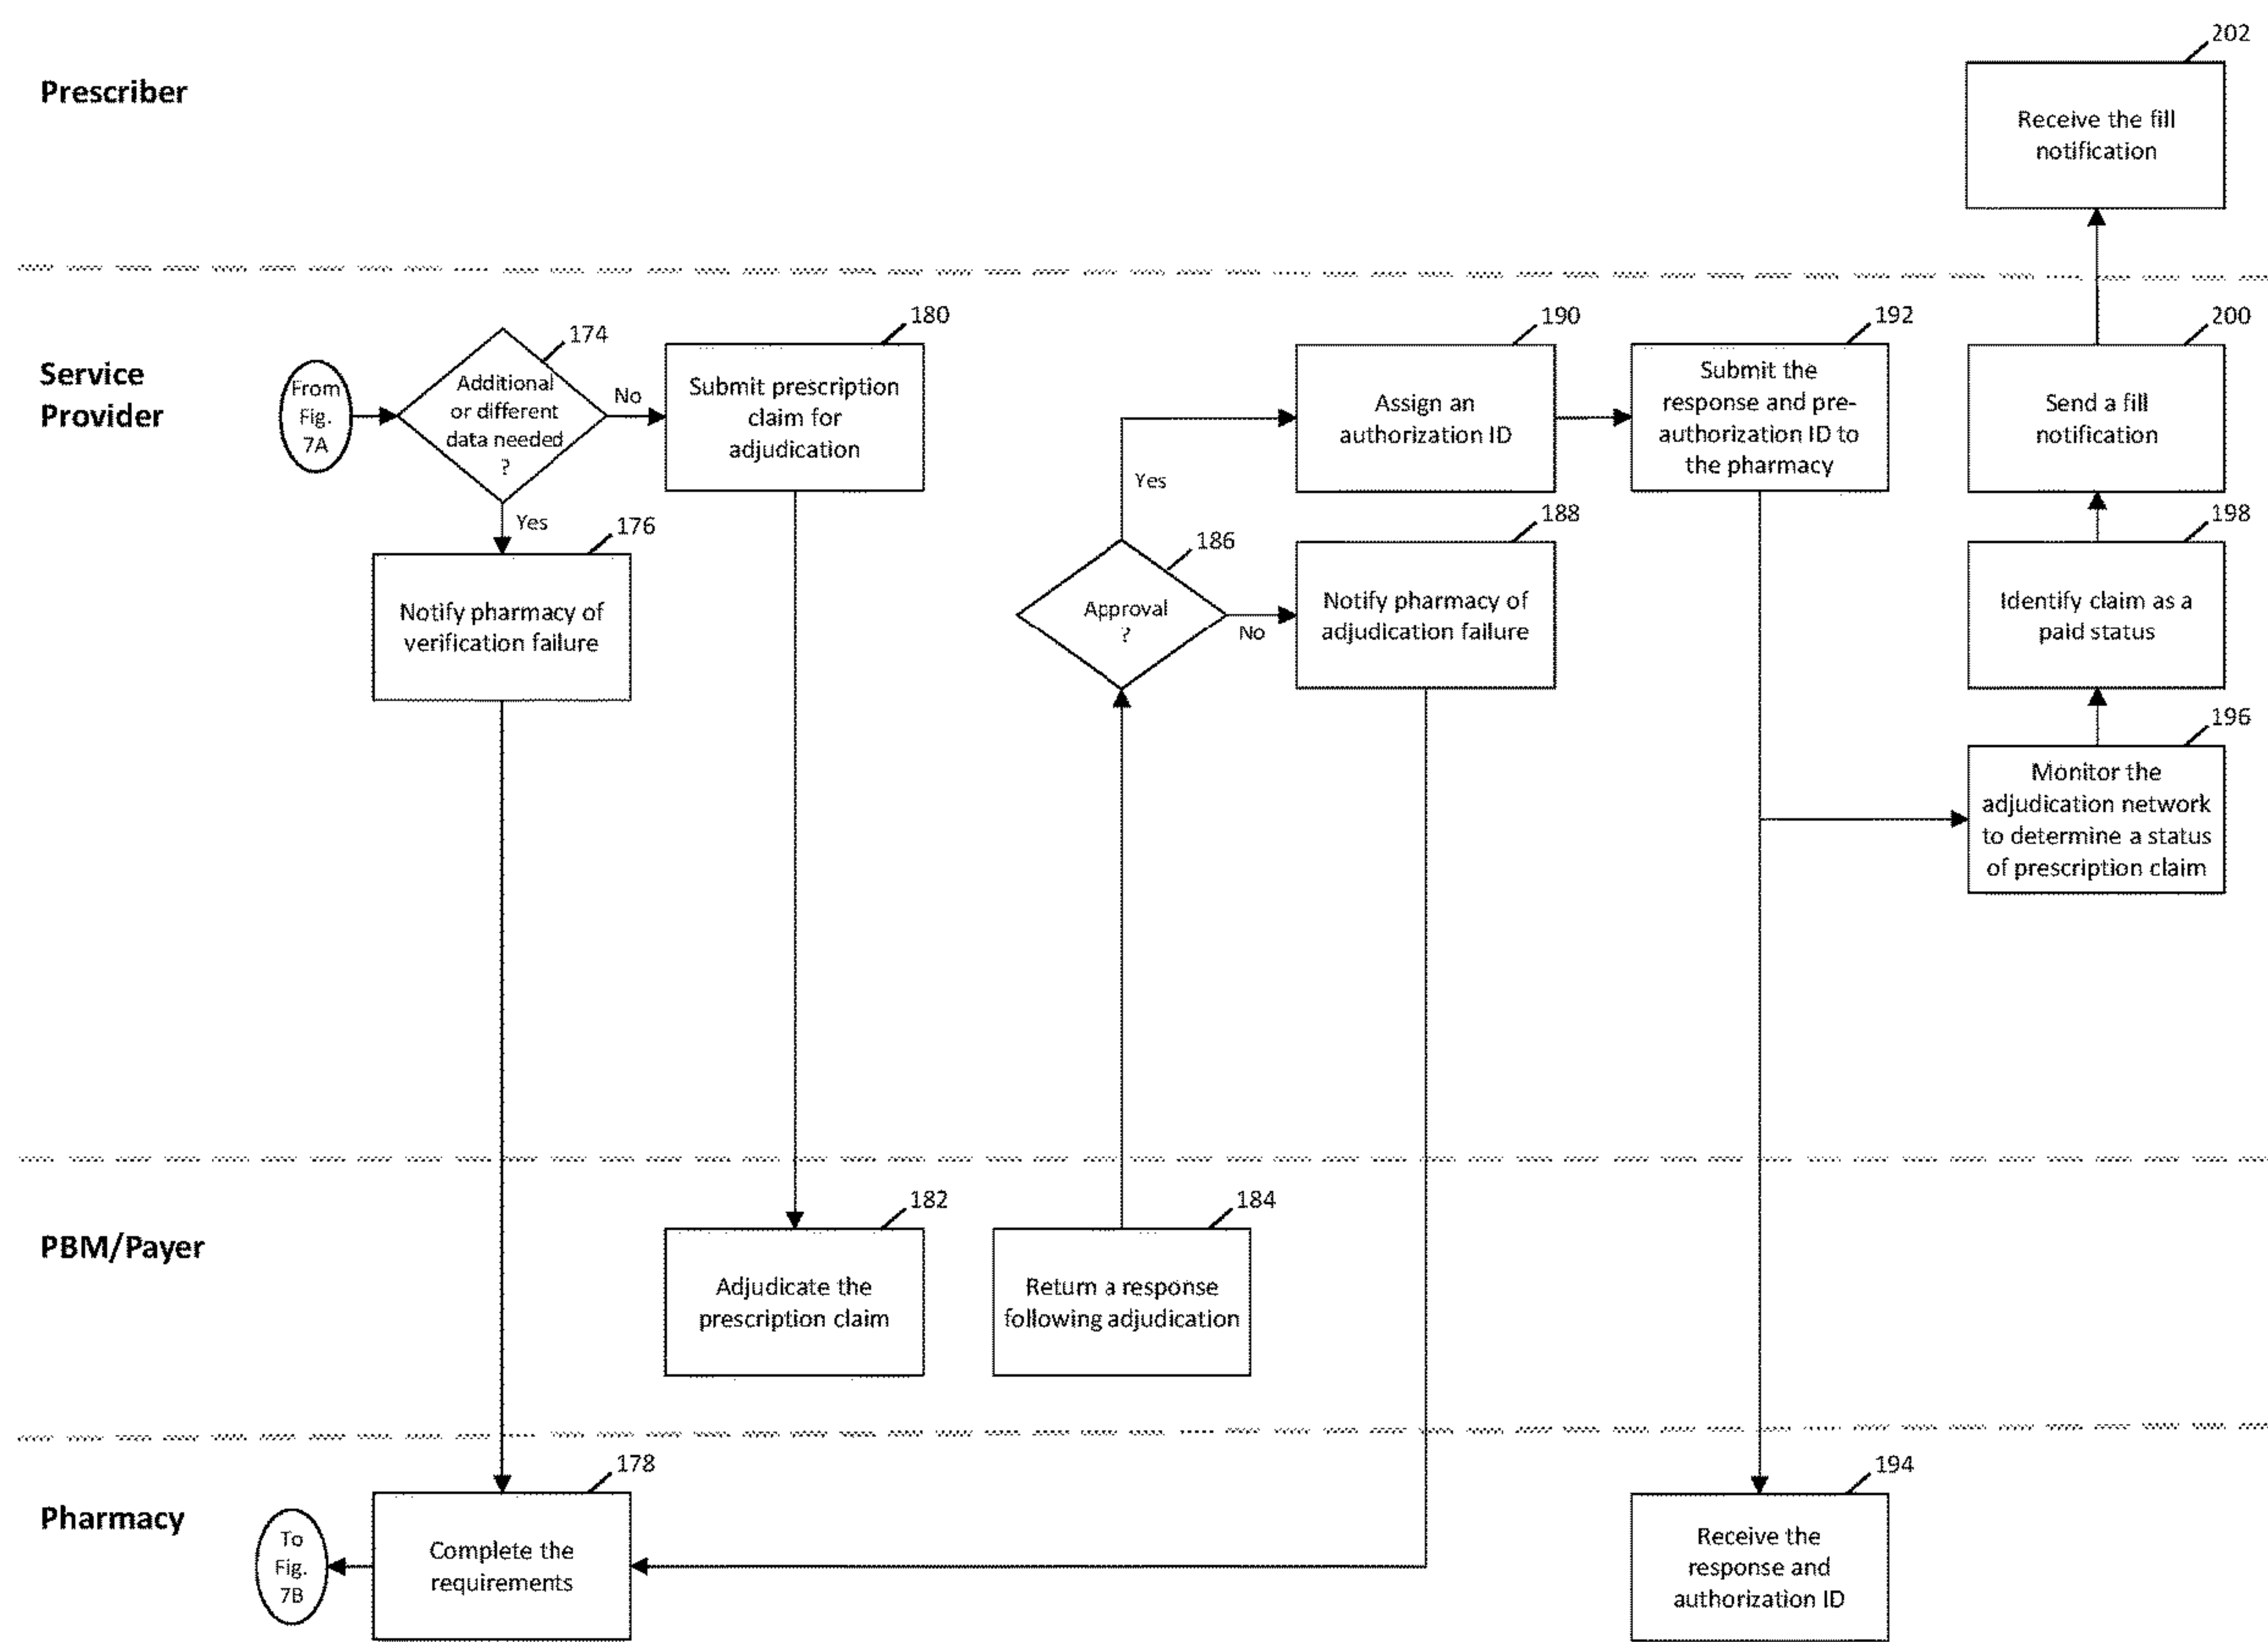 202
Prescriber
Receive the fill
notification
Service
Provider
From
Fig.
7A
174
Additional
or different
data needed
?
No
Yes
180
Submit prescription
claim for
adjudication
176
Notify pharmacy of
verification failure
186
Approval
?
Yes
No
190
Assign an
authorization ID
188
Notify pharmacy of
adjudication failure
192
Submit the
response and pre-
authorization ID to
the pharmacy
200
Send a fill
notification
198
Identify claim as a
paid status
196
Monitor the
adjudication network
to determine a status
of prescription claim
PBM/Payer
182
Adjudicate the
prescription claim
184
Return a response
following adjudication
Pharmacy
To
Fig.
7B
178
Complete the
requirements
194
Receive the
response and
authorization ID